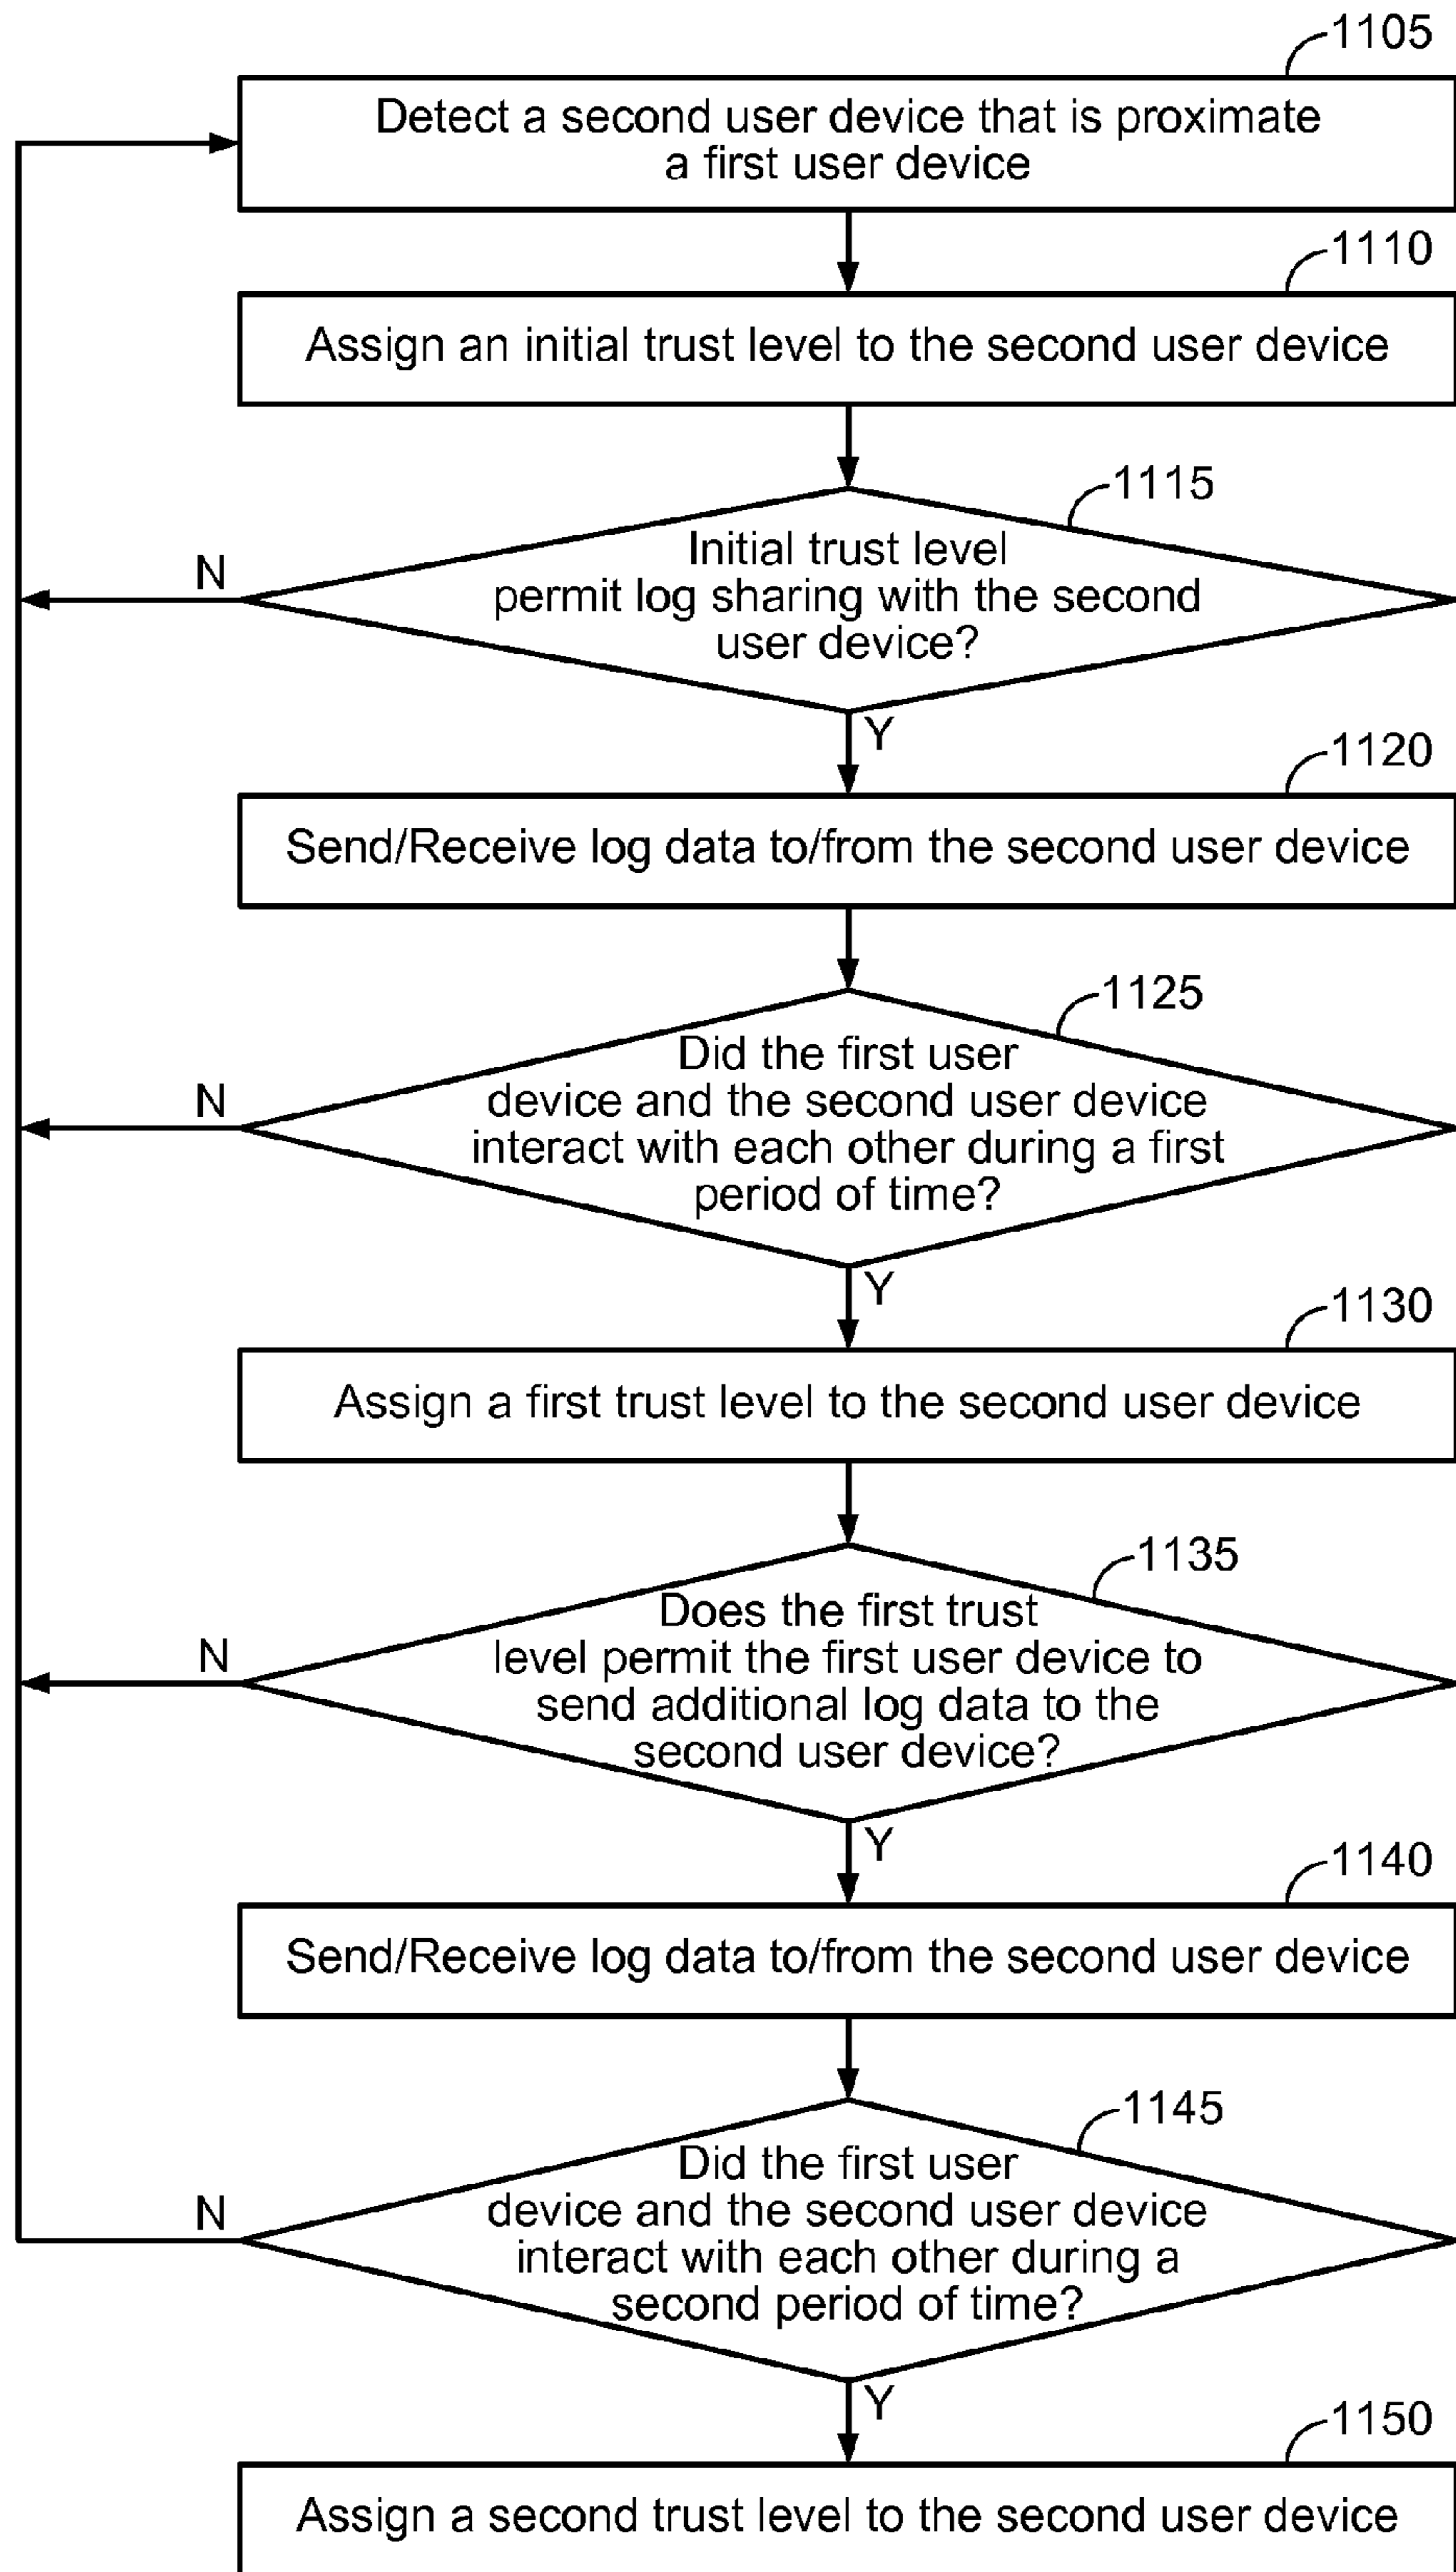 1105
Detect a second user device that is proximate
a first user device
1110
Assign an initial trust level to the second user device
1115
Initial trust level
permit log sharing with the second
user device?
N
Y
1120
Send/Receive log data to/from the second user device
1125
Did the first user
device and the second user device
interact with each other during a first
period of time?
N
Y
1130
Assign a first trust level to the second user device
1135
Does the first trust
level permit the first user device to
send additional log data to the
second user device?
N
Y
1140
Send/Receive log data to/from the second user device
1145
Did the first user
device and the second user device
interact with each other during a
second period of time?
N
Y
1150
Assign a second trust level to the second user device